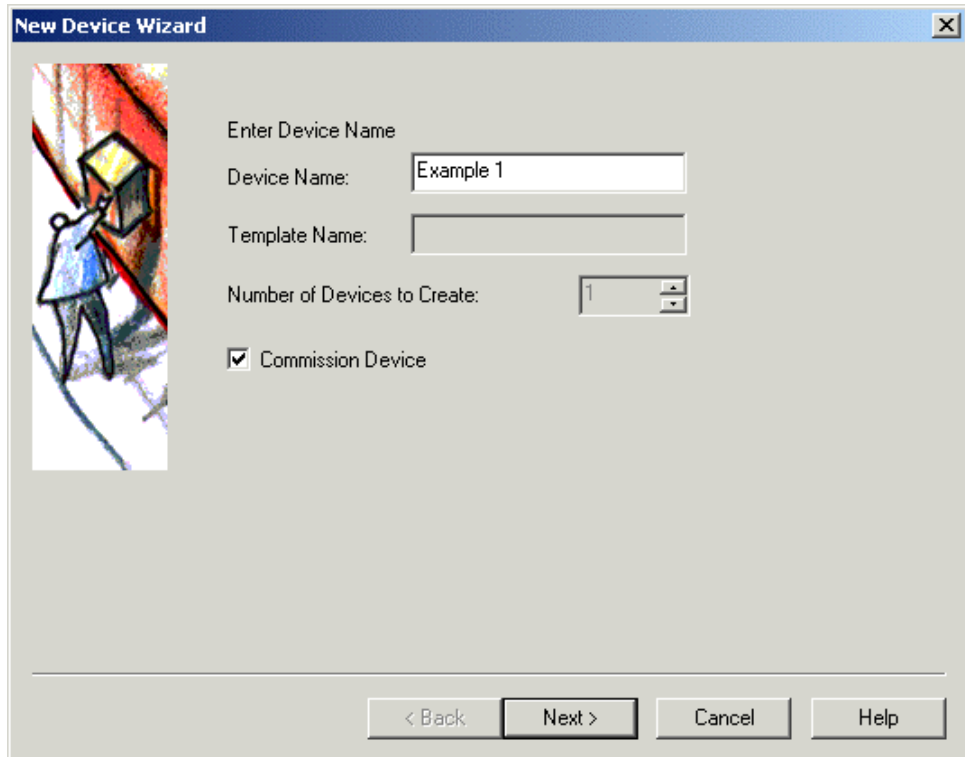 New Device Wizard
Enter Device Name
Device Name: Example 1
Template Name:
Number of Devices to Create: 1
Commission Device
< Back Next > Cancel Help